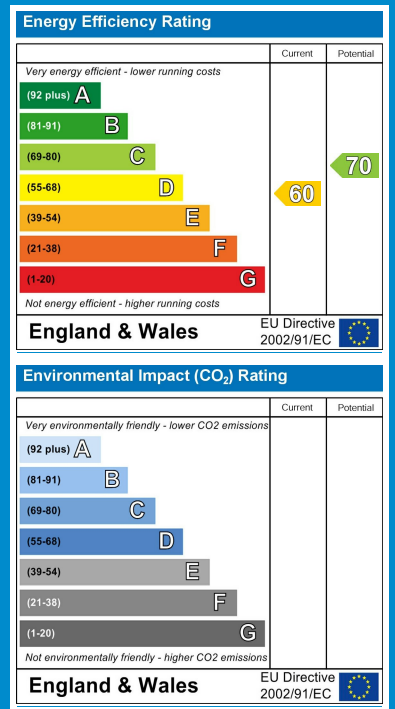 Energy Efficiency Rating
Current Potential
Very energy efficient - lower running costs
(92 plus) A
(81-91) B
(69-80) C
70
(55-68) D
60
(39-54) E
(21-38) F
(1-20) G
Not energy efficient - higher running costs
England & Wales
EU Directive
2002/91/EC
Environmental Impact (CO₂) Rating
Current Potential
Very environmentally friendly - lower CO2 emissions
(92 plus) A
(81-91) B
(69-80) C
(55-68) D
(39-54) E
(21-38) F
(1-20) G
Not environmentally friendly - higher CO2 emissions
England & Wales
EU Directive
2002/91/EC